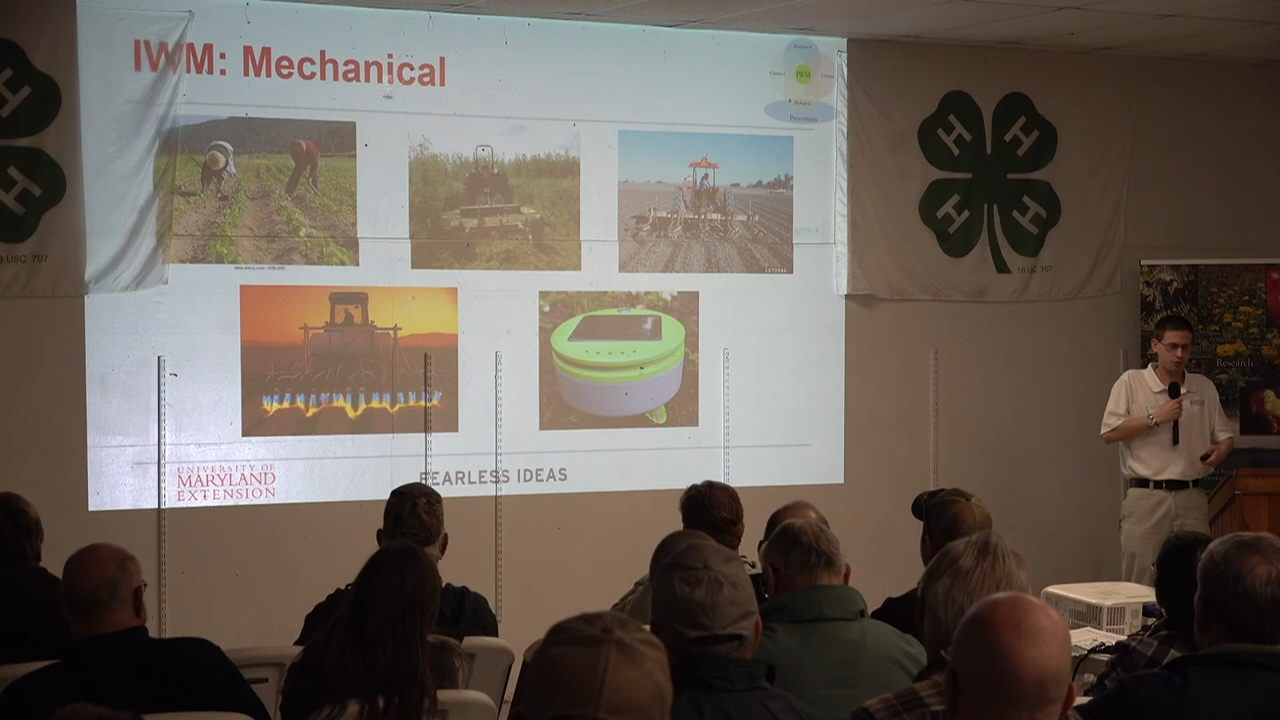 IWM: Mechanical
IWM
Prevention
H
H
H
H
H
H
18 USC 707
18 USC 707
Research
UNIVERSITY OF
MARYLAND
EXTENSION
FEARLESS IDEAS